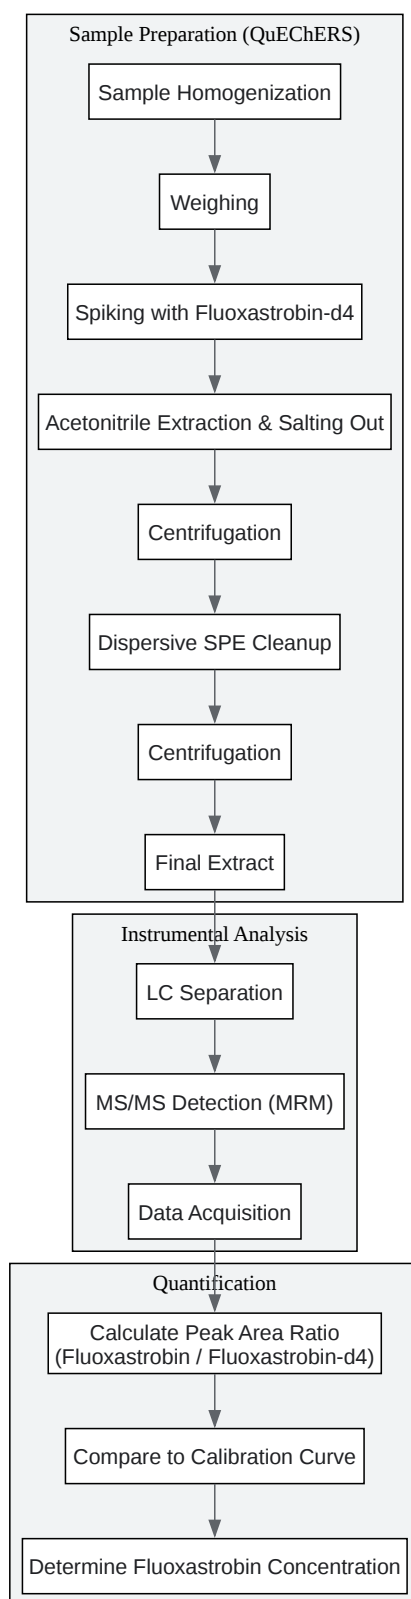 Sample Preparation (QuEChERS)
Sample Homogenization
Weighing
Spiking with Fluoxastrobin-d4
Acetonitrile Extraction & Salting Out
Centrifugation
Dispersive SPE Cleanup
Centrifugation
Final Extract
Instrumental Analysis
LC Separation
MS/MS Detection (MRM)
Data Acquisition
Quantification
Calculate Peak Area Ratio
(Fluoxastrobin / Fluoxastrobin-d4)
Compare to Calibration Curve
Determine Fluoxastrobin Concentration